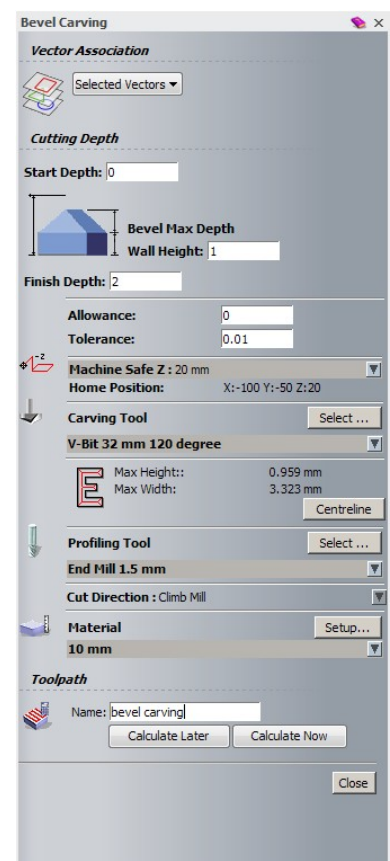 Bevel Carving
Vector Association
Selected Vectors
Cutting Depth
Start Depth: 0
Bevel Max Depth
Wall Height: 1
Finish Depth: 2
Allowance: 0
Tolerance: 0.01
-z
Machine Safe Z : 20 mm
Home Position: X:-100 Y:-50 Z:20
Carving Tool Select ...
V-Bit 32 mm 120 degree
Max Height:: 0.959 mm
Max Width: 3.323 mm
Centreline
Profiling Tool Select ...
End Mill 1.5 mm
Cut Direction : Climb Mill
Material Setup...
10 mm
Toolpath
Name: bevel carving
Calculate Later Calculate Now
Close